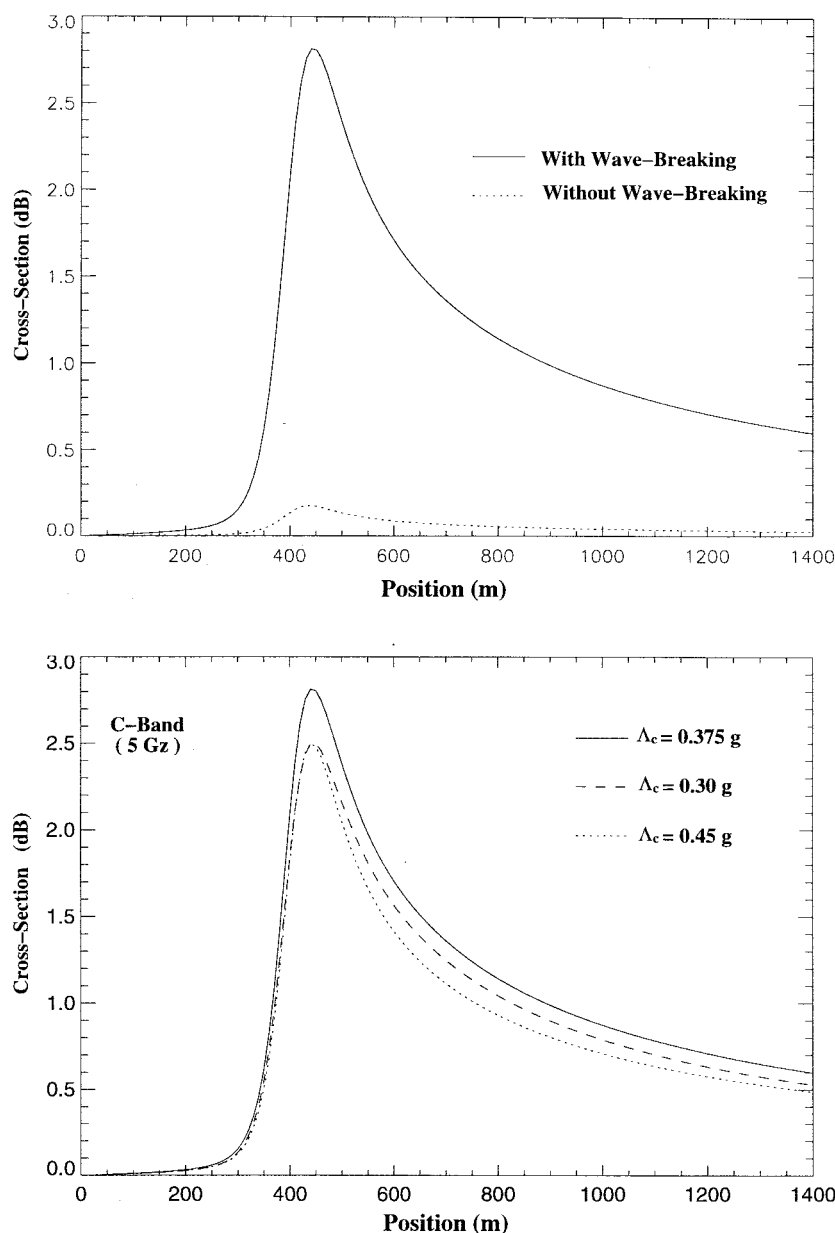 3.0
2.5
2.0
1.5
1.0
0.5
0.0
Cross-Section (dB)
With Wave-Breaking
Without Wave-Breaking
0 200 400 600 800 1000 1200 1400
Position (m)
3.0
2.5
2.0
1.5
1.0
0.5
0.0
Cross-Section (dB)
C-Band
( 5 Gz )
Λc = 0.375 g
Λc = 0.30 g
Λc = 0.45 g
0 200 400 600 800 1000 1200 1400
Position (m)